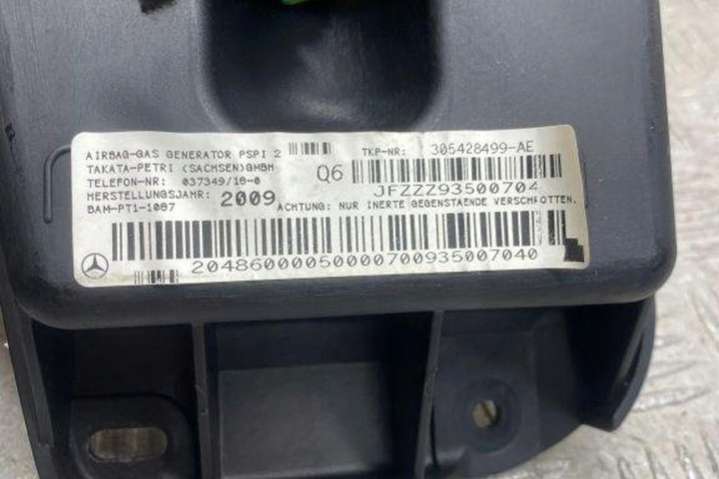 AIRBAG-GAS GENERATOR PSPI 2
TAKATA-PETRI (SACHSEN)GMBH
TELEFON-NR: 037349/18-0
HERSTELLUNGSJAHR: 2009
BAM-PT1-1087
Q6
TKP-NR: 305428499-AE
JFZZZ93500704
ACHTUNG: NUR INERTE GEGENSTAENDE VERSCHROTTEN.
20486000050000700935007040